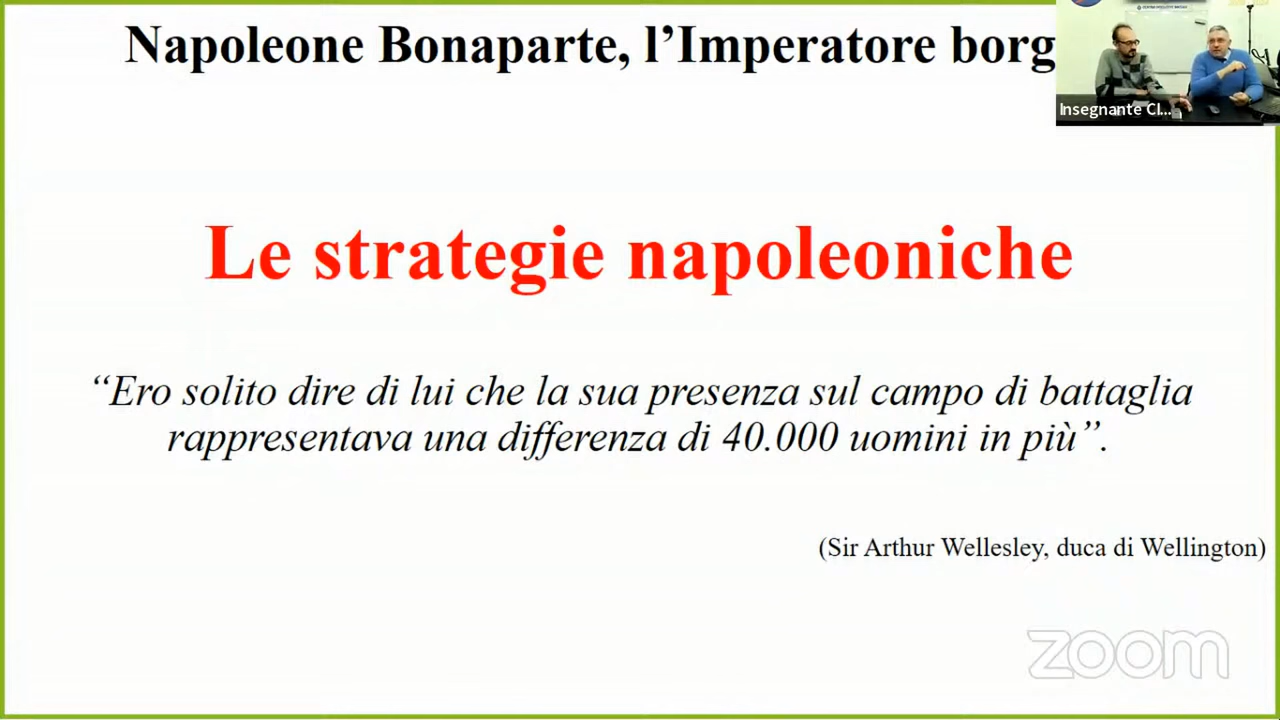 Napoleone Bonaparte, l’Imperatore borg
Insegnante Cl...
Le strategie napoleoniche
“Ero solito dire di lui che la sua presenza sul campo di battaglia
rappresentava una differenza di 40.000 uomini in più”.
(Sir Arthur Wellesley, duca di Wellington)
zoom